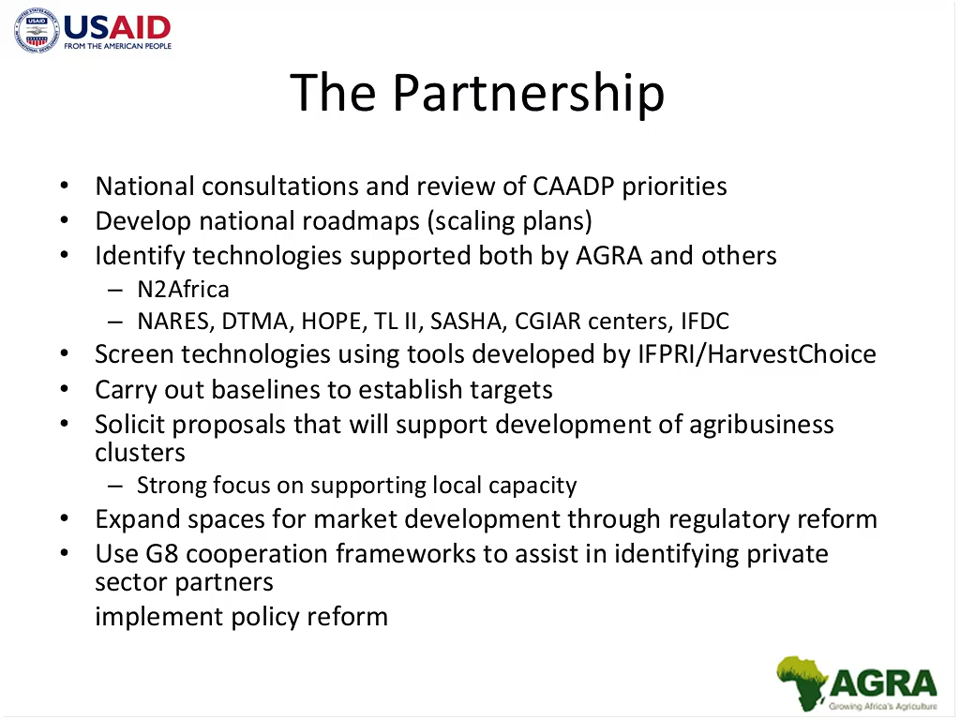 USAID
FROM THE AMERICAN PEOPLE
The Partnership
• National consultations and review of CAADP priorities
• Develop national roadmaps (scaling plans)
• Identify technologies supported both by AGRA and others
– N2Africa
– NARES, DTMA, HOPE, TL II, SASHA, CGIAR centers, IFDC
• Screen technologies using tools developed by IFPRI/HarvestChoice
• Carry out baselines to establish targets
• Solicit proposals that will support development of agribusiness
clusters
– Strong focus on supporting local capacity
• Expand spaces for market development through regulatory reform
• Use G8 cooperation frameworks to assist in identifying private
sector partners
implement policy reform
AGRA
Growing Africa's Agriculture